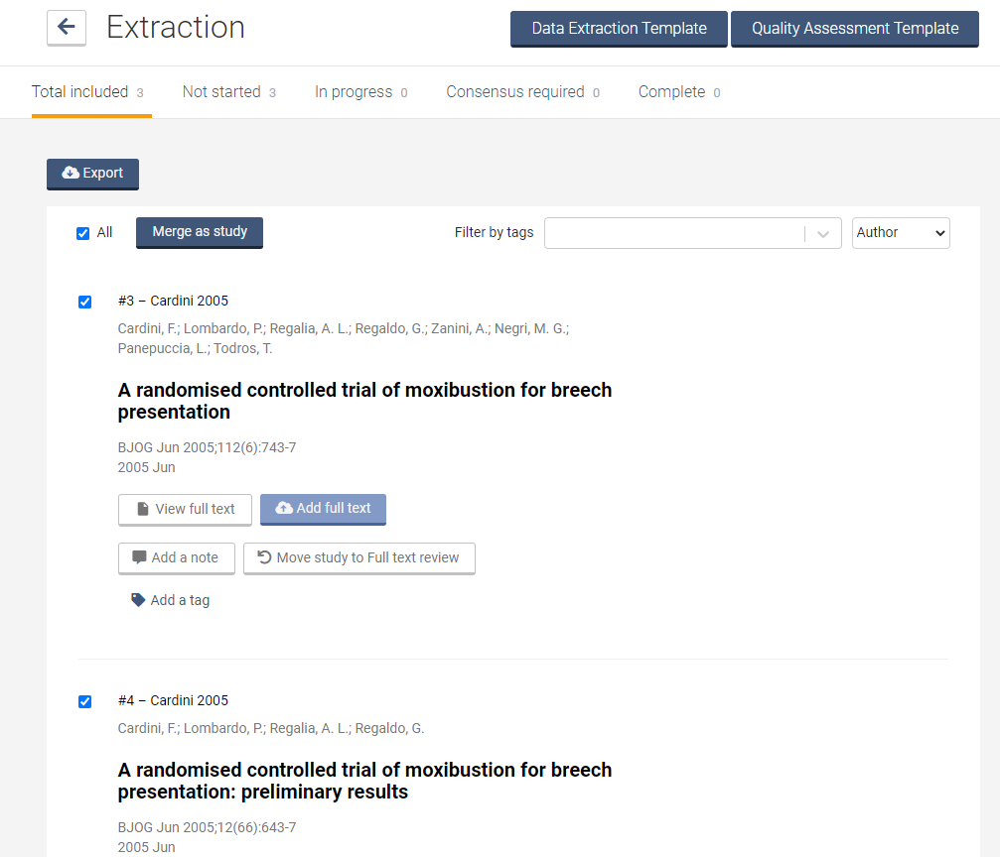 Extraction
Data Extraction Template
Quality Assessment Template
Total included 3
Not started 3
In progress 0
Consensus required 0
Complete 0
Export
All
Merge as study
Filter by tags
Author
#3 – Cardini 2005
Cardini, F.; Lombardo, P.; Regalia, A. L.; Regaldo, G.; Zanini, A.; Negri, M. G.;
Panepuccia, L.; Todros, T.
A randomised controlled trial of moxibustion for breech
presentation
BJOG Jun 2005;112(6):743-7
2005 Jun
View full text
Add full text
Add a note
Move study to Full text review
Add a tag
#4 – Cardini 2005
Cardini, F.; Lombardo, P.; Regalia, A. L.; Regaldo, G.
A randomised controlled trial of moxibustion for breech
presentation: preliminary results
BJOG Jun 2005;12(66):643-7
2005 Jun